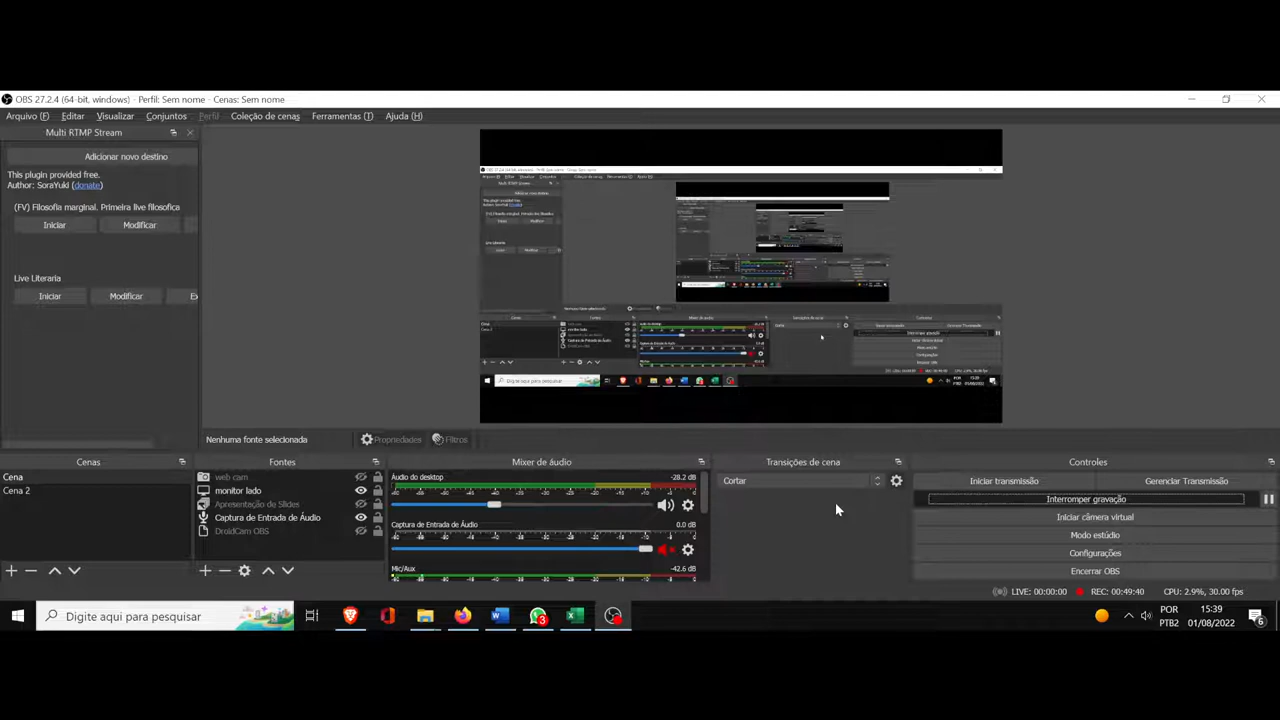 OBS 27.2.4 (64-bit, windows) - Perfil: Sem nome - Cenas: Sem nome
Arquivo (F) Editar Visualizar Conjuntos Perfil Coleção de cenas Ferramentas (T) Ajuda (H)
Multi RTMP Stream
Adicionar novo destino
This plugin provided free.
Author: SoraYuki (donate)
(FV) Filosofia marginal. Primeira live filosofica
Iniciar Modificar
Live Literaria
Iniciar Modificar Ex
Nenhuma fonte selecionada Propriedades Filtros
Cenas
Cena
Cena 2
Fontes
web cam
monitor lado
Apresentação de Slides
Captura de Entrada de Áudio
DroidCam OBS
Mixer de áudio
Áudio do desktop -28.2 dB
Captura de Entrada de Áudio 0.0 dB
Mic/Aux -42.6 dB
Transições de cena
Cortar
Controles
Iniciar transmissão Gerenciar Transmissão
Interromper gravação
Iniciar câmera virtual
Modo estúdio
Configurações
Encerrar OBS
LIVE: 00:00:00 REC: 00:49:40 CPU: 2.9%, 30.00 fps
Digite aqui para pesquisar
3
POR
PTB2
15:39
01/08/2022
6